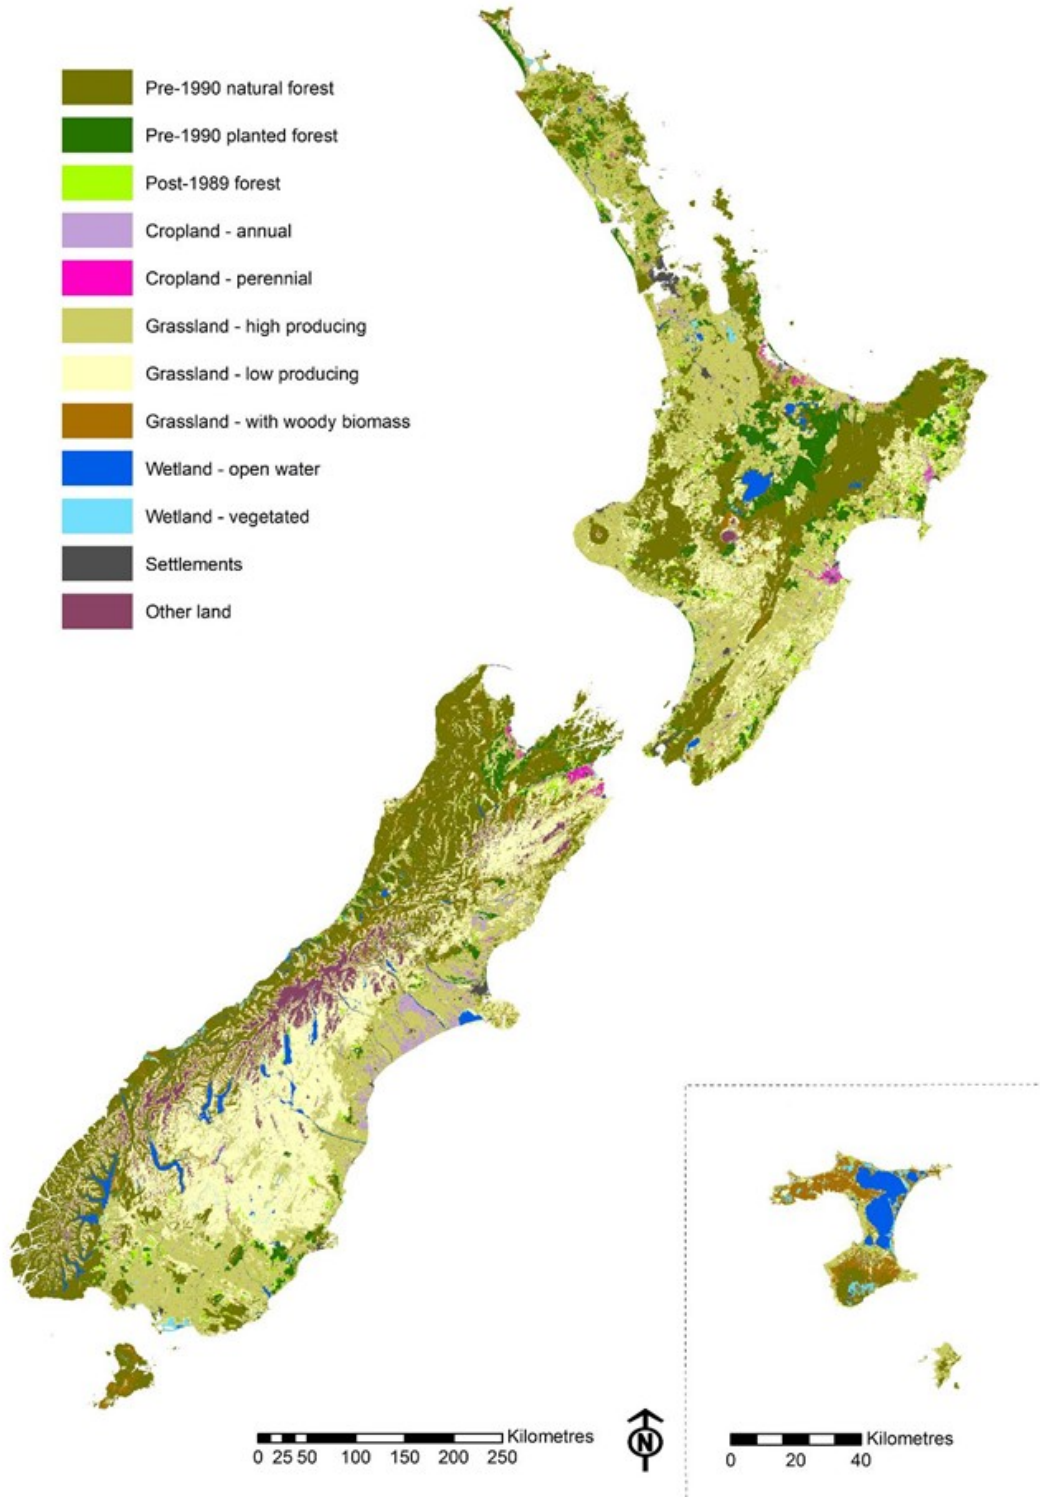 Pre-1990 natural forest
Pre-1990 planted forest
Post-1989 forest
Cropland - annual
Cropland - perennial
Grassland - high producing
Grassland - low producing
Grassland - with woody biomass
Wetland - open water
Wetland - vegetated
Settlements
Other land
Kilometres
0 25 50 100 150 200 250
N
Kilometres
0 20 40